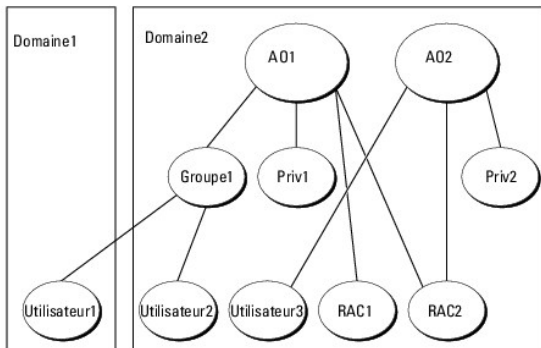 Domaine1
Domaine2
AO1
AO2
Groupe1
Priv1
Priv2
Utilisateur1
Utilisateur2
Utilisateur3
RAC1
RAC2